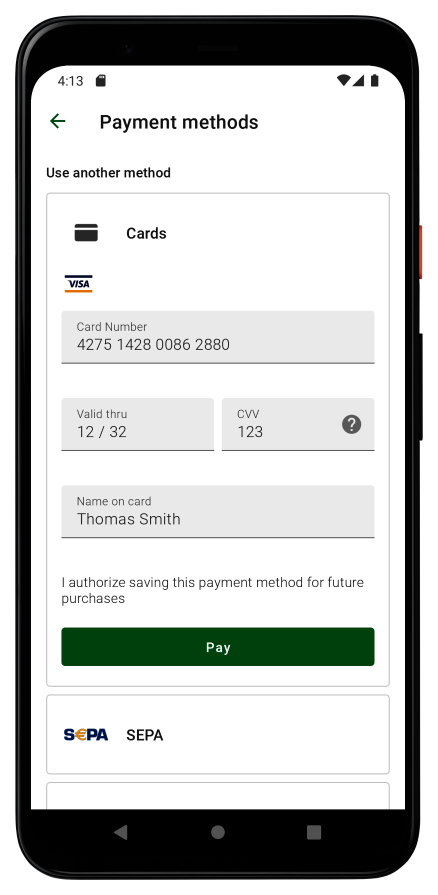 4:13
Payment methods
Use another method
Cards
VISA
Card Number
4275 1428 0086 2880
Valid thru
12 / 32
CVV
123
?
Name on card
Thomas Smith
I authorize saving this payment method for future
purchases
Pay
S€PA SEPA